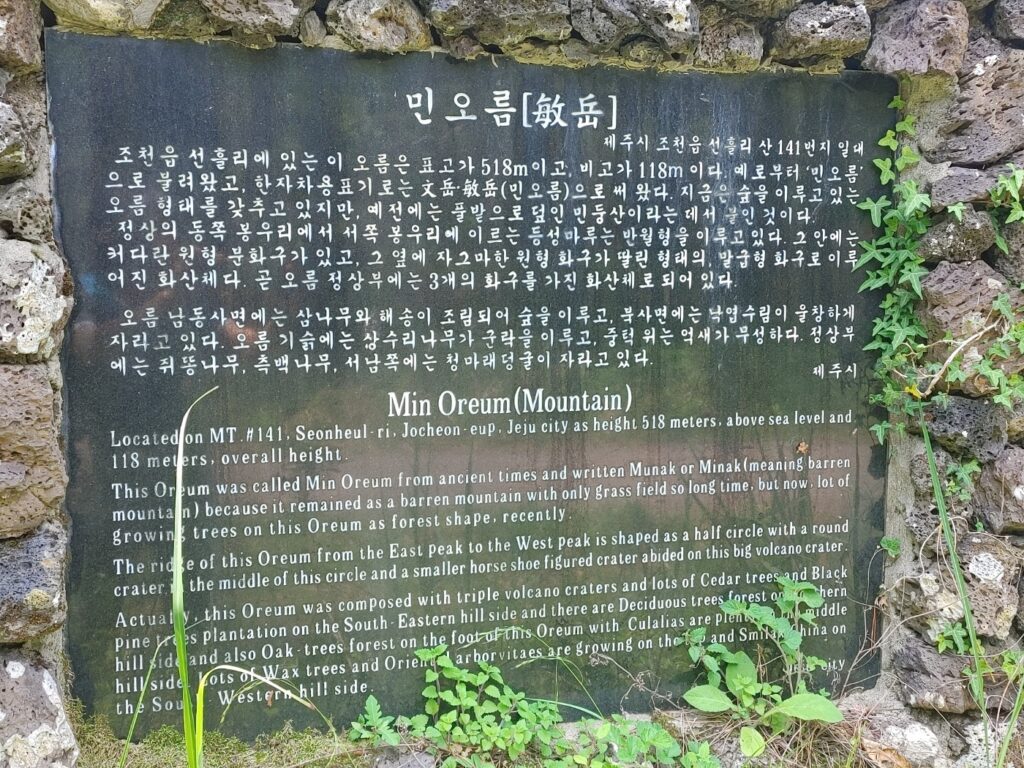 민오름[敏岳]
제주시 조천읍 선흘리 산 141번지 일대
조천읍 선흘리에 있는 이 오름은 표고가 518m이고, 비고가 118m 이다. 예로부터 '민오름'
으로 불려왔고, 한자차용표기로는 文岳·敏岳(민오름)으로 써 왔다. 지금은 숲을 이루고 있는
오름 형태를 갖추고 있지만, 예전에는 풀밭으로 덮인 민둥산이라는 데서 붙인 것이다.
정상의 동쪽 봉우리에서 서쪽 봉우리에 이르는 등성마루는 반월형을 이루고 있다. 그 안에는
커다란 원형 분화구가 있고, 그 옆에 자그마한 원형 화구가 딸린 형태의, 말굽형 화구로 이루
어진 화산체다. 곧 오름 정상부에는 3개의 화구를 가진 화산체로 되어 있다.
오름 남동사면에는 삼나무와 해송이 조림되어 숲을 이루고, 북사면에는 낙엽수림이 울창하게
자라고 있다. 오름 기슭에는 상수리나무가 군락을 이루고, 중턱 위는 억새가 무성하다. 정상부
에는 쥐똥나무, 측백나무, 서남쪽에는 청미래덩굴이 자라고 있다.
제주시
Min Oreum(Mountain)
Located on MT.#141, Seonheul-ri, Jocheon-eup, Jeju city as height 518 meters, above sea level and
118 meters, overall height.
This Oreum was called Min Oreum from ancient times and written Munak or Minak(meaning barren
mountain) because it remained as a barren mountain with only grass field so long time, but now, lot of
growing trees on this Oreum as forest shape, recently.
The ridge of this Oreum from the East peak to the West peak is shaped as a half circle with a round
crater in the middle of this circle and a smaller horse shoe figured crater abided on this big volcano crater.
Actually, this Oreum was composed with triple volcano craters and lots of Cedar trees and Black
pine trees plantation on the South-Eastern hill side and there are Deciduous trees forest on
hill side and also Oak-trees forest on the foot of this Oreum with Culalias are middle
hill side lots of Wax trees and arborvitaes are growing on the and Smilax China on
the Western hill side.
city